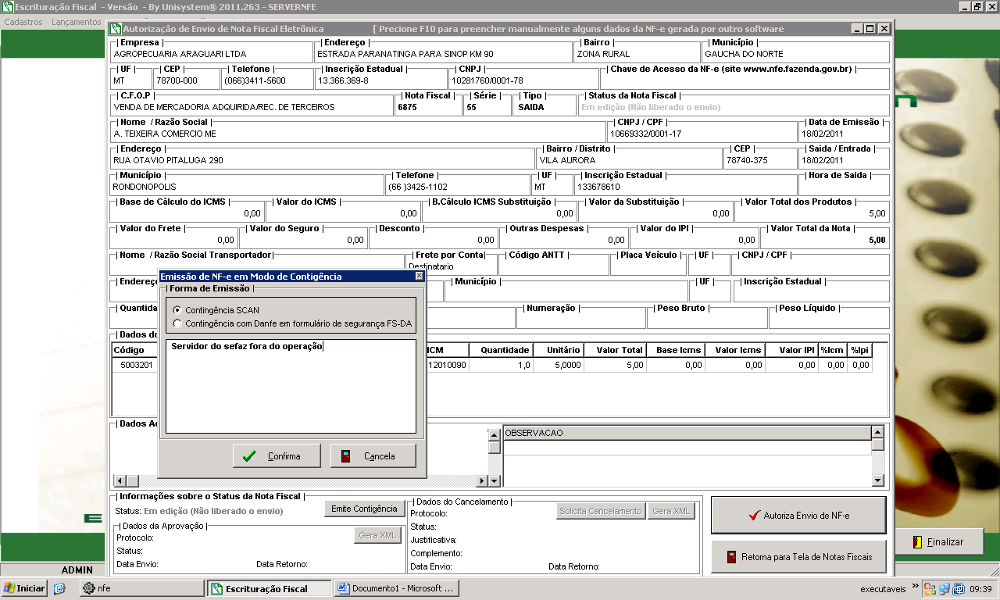 Escrituração Fiscal - Versão - By Unisystem® 2011.263 - SERVERNFE
Cadastros Lançamentos
Autorização de Envio de Nota Fiscal Eletrônica [ Precione F10 para preencher manualmente alguns dados da NF-e gerada por outro software
Empresa Endereço Bairro Município
AGROPECUARIA ARAGUARI LTDA ESTRADA PARANATINGA PARA SINOP KM 90 ZONA RURAL GAUCHA DO NORTE
UF CEP Telefone Inscrição Estadual CNPJ Chave de Acesso da NF-e (site www.nfe.fazenda.gov.br)
MT 78700-000 (066)3411-5600 13.366.369-8 10281760/0001-78
C.F.O.P Nota Fiscal Série Tipo Status da Nota Fiscal
VENDA DE MERCADORIA ADQUIRIDA/REC. DE TERCEIROS 6875 55 SAIDA Em edição (Não liberado o envio)
Nome / Razão Social CNPJ / CPF Data de Emissão
A. TEIXEIRA COMERCIO ME 10669332/0001-17 18/02/2011
Endereço Bairro / Distrito CEP Saida / Entrada
RUA OTAVIO PITALUGA 290 VILA AURORA 78740-375 18/02/2011
Município Telefone UF Inscrição Estadual Hora de Saida
RONDONOPOLIS (66 )3425-1102 MT 133678610
Base de Cálculo do ICMS Valor do ICMS B.Cálculo ICMS Substituição Valor da Substituição Valor Total dos Produtos
0,00 0,00 0,00 0,00 5,00
Valor do Frete Valor do Seguro Desconto Outras Despesas Valor do IPI Valor Total da Nota
0,00 0,00 0,00 0,00 0,00 5,00
Nome / Razão Social Transportador Frete por Conta Código ANTT Placa Veículo UF CNPJ / CPF
Destinatario
Emissão de NF-e em Modo de Contigência
Endereç Município UF Inscrição Estadual
Forma de Emissão
Quantida Numeração Peso Bruto Peso Líquido
Contingência SCAN
Contingência com Danfe em formulário de segurança FS-DA
Dados do
Servidor do sefaz fora do operação
Código ICM Quantidade Unitário Valor Total Base Icms Valor Icms Valor IPI %Icm %Ipi
5003201 12010090 1,0 5,0000 5,00 0,00 0,00 0,00 0,00 0,00
Dados A
OBSERVACAO
Confirma Cancela
Informações sobre o Status da Nota Fiscal
Status: Em edição (Não liberado o envio) Emite Contigência
Dados da Aprovação
Protocolo: Gera XML
Status:
Data Envio: Data Retorno:
Dados do Cancelamento
Protocolo: Solicita Cancelamento Gera XML
Status:
Justificativa:
Complemento:
Data Envio: Data Retorno:
Autoriza Envio de NF-e
Retorna para Tela de Notas Fiscais
Finalizar
ADMIN
Iniciar nfe Escrituração Fiscal Documento1 - Microsoft ... executaveis » 09:39